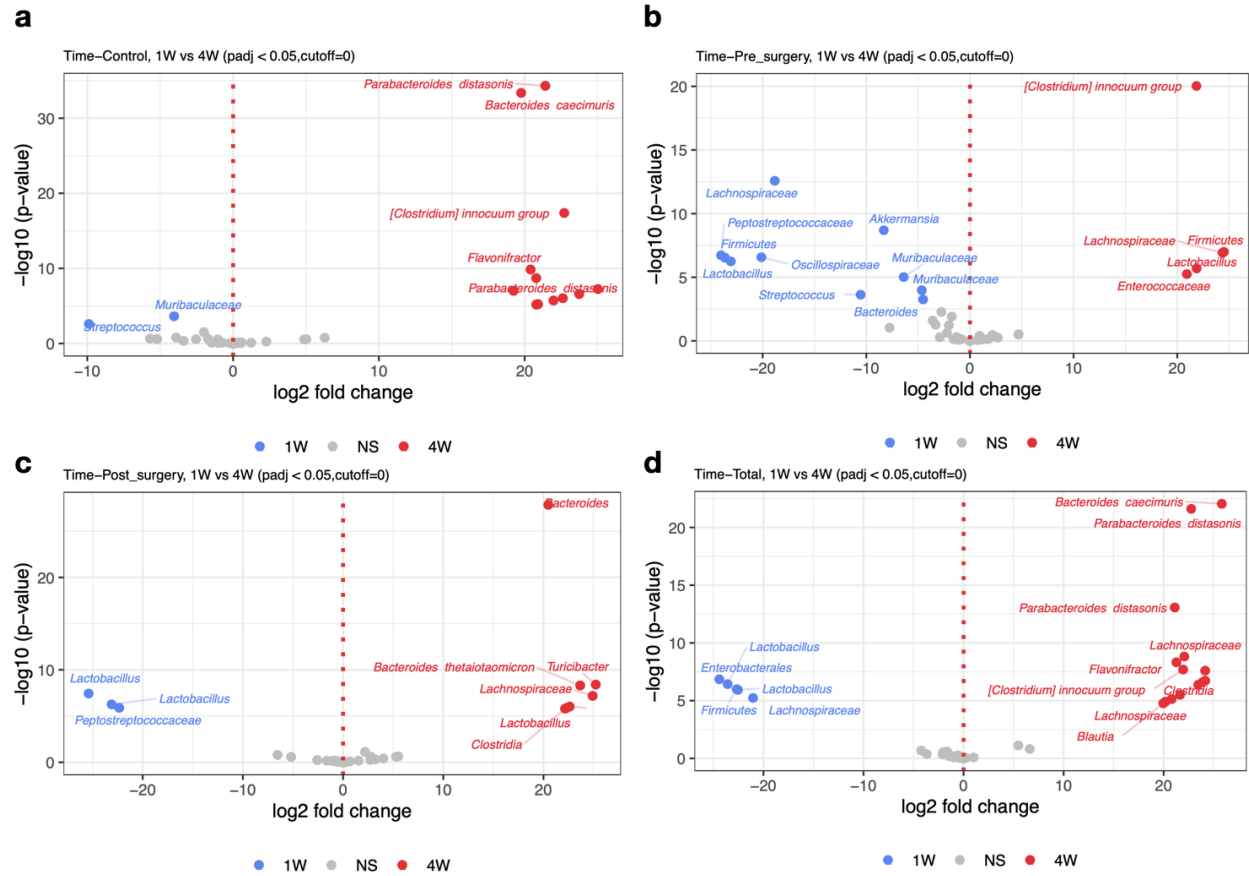 a
Time-Control, 1W vs 4W (padj < 0.05,cutoff=0)
Parabacteroides distasonis
Bacteroides caecimuris
[Clostridium] innocuum group
Flavonifractor
Parabacteroides distasonis
Muribaculaceae
Streptococcus
30
20
10
0
-log10 (p-value)
-10
0
10
20
log2 fold change
1W
NS
4W
b
Time-Pre_surgery, 1W vs 4W (padj < 0.05,cutoff=0)
[Clostridium] innocuum group
Lachnospiraceae
Peptostreptococcaceae
Akkermansia
Firmicutes
Lachnospiraceae
Firmicutes
Muribaculaceae
Oscillospiraceae
Lactobacillus
Lactobacillus
Muribaculaceae
Enterococcaceae
Streptococcus
Bacteroides
20
15
10
5
0
-log10 (p-value)
-20
-10
0
10
20
log2 fold change
1W
NS
4W
c
Time-Post_surgery, 1W vs 4W (padj < 0.05,cutoff=0)
Bacteroides
Bacteroides thetaiotaomicron
Turicibacter
Lactobacillus
Lachnospiraceae
Lactobacillus
Peptostreptococcaceae
Lactobacillus
Clostridia
20
10
0
-log10 (p-value)
-20
-10
0
10
20
log2 fold change
1W
NS
4W
d
Time-Total, 1W vs 4W (padj < 0.05,cutoff=0)
Bacteroides caecimuris
Parabacteroides distasonis
Parabacteroides distasonis
Lactobacillus
Lachnospiraceae
Enterobacterales
Flavonifractor
Lactobacillus
[Clostridium] innocuum group
Clostridia
Firmicutes
Lachnospiraceae
Lachnospiraceae
Blautia
20
15
10
5
0
-log10 (p-value)
-20
-10
0
10
20
log2 fold change
1W
NS
4W